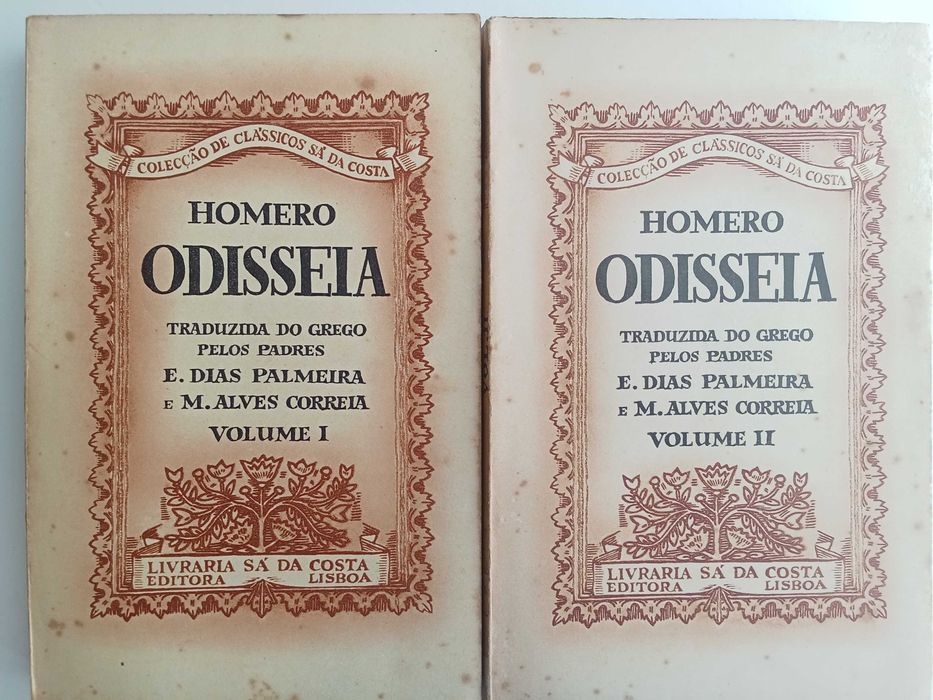 COLECÇÃO DE CLÁSSICOS SÁ DA COSTA
HOMERO
ODISSEIA
TRADUZIDA DO GREGO
PELOS PADRES
E. DIAS PALMEIRA
E M. ALVES CORREIA
VOLUME I
LIVRARIA SÁ DA COSTA
EDITORA LISBOA
COLECÇÃO DE CLÁSSICOS SÁ DA COSTA
HOMERO
ODISSEIA
TRADUZIDA DO GREGO
PELOS PADRES
E. DIAS PALMEIRA
E M. ALVES CORREIA
VOLUME II
LIVRARIA SÁ DA COSTA
EDITORA LISBOA